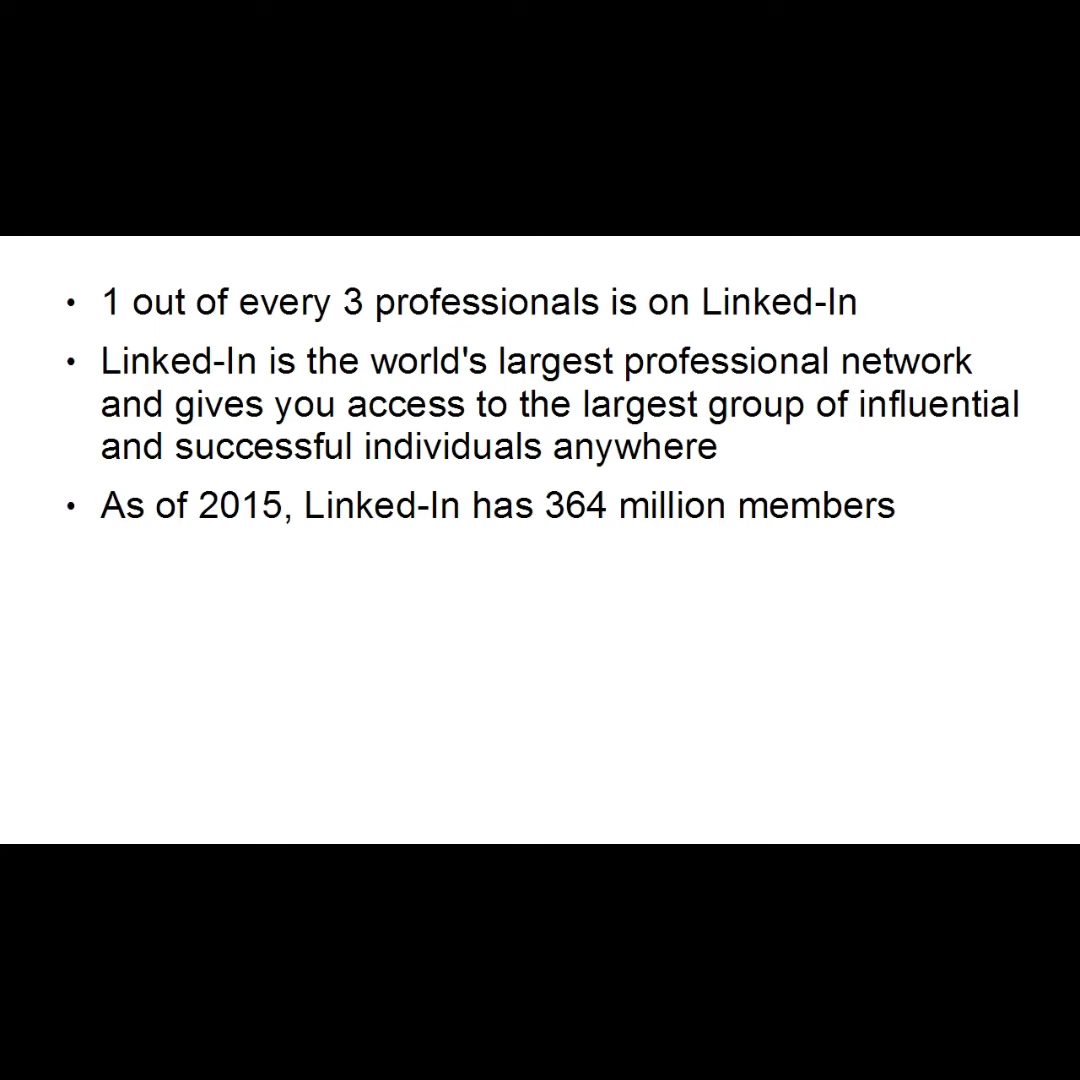 • 1 out of every 3 professionals is on Linked-In
• Linked-In is the world's largest professional network
and gives you access to the largest group of influential
and successful individuals anywhere
• As of 2015, Linked-In has 364 million members